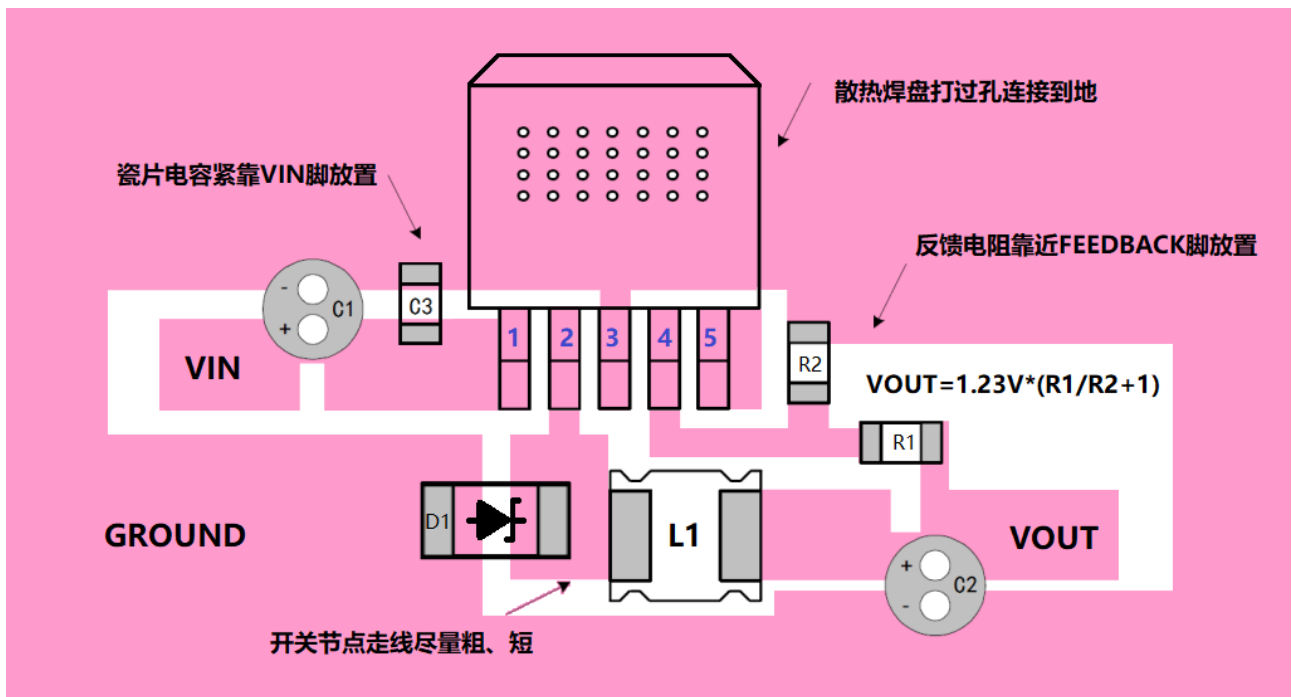 散热焊盘打过孔连接到地
瓷片电容紧靠VIN脚放置
反馈电阻靠近FEEDBACK脚放置
-
+
C1
C3
1
2
3
4
5
VIN
R2
VOUT=1.23V*(R1/R2+1)
R1
GROUND
D1
L1
VOUT
+
-
C2
开关节点走线尽量粗、短